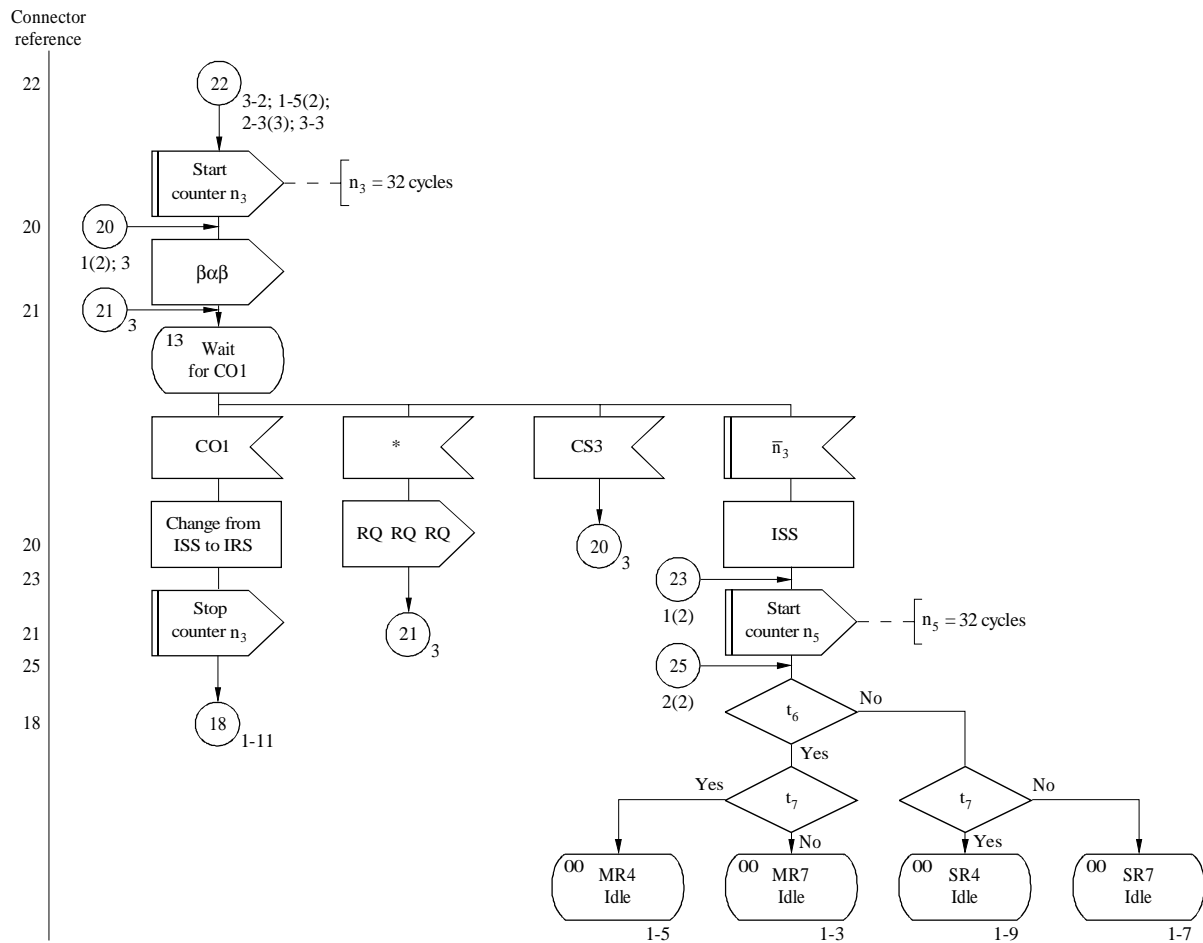 Connector
reference
22
22
3-2; 1-5(2);
2-3(3); 3-3
Start
counter n₃
n₃ = 32 cycles
20
20
1(2); 3
βαβ
21
21
3
13
Wait
for CO1
CO1
*
CS3
n̅₃
Change from
ISS to IRS
RQ RQ RQ
20
3
ISS
20
23
23
1(2)
Stop
counter n₃
Start
counter n₅
n₅ = 32 cycles
21
21
3
25
25
2(2)
18
18
1-11
t₆
No
Yes
Yes
t₇
No
t₇
No
Yes
00
MR4
Idle
1-5
00
MR7
Idle
1-3
00
SR4
Idle
1-9
00
SR7
Idle
1-7